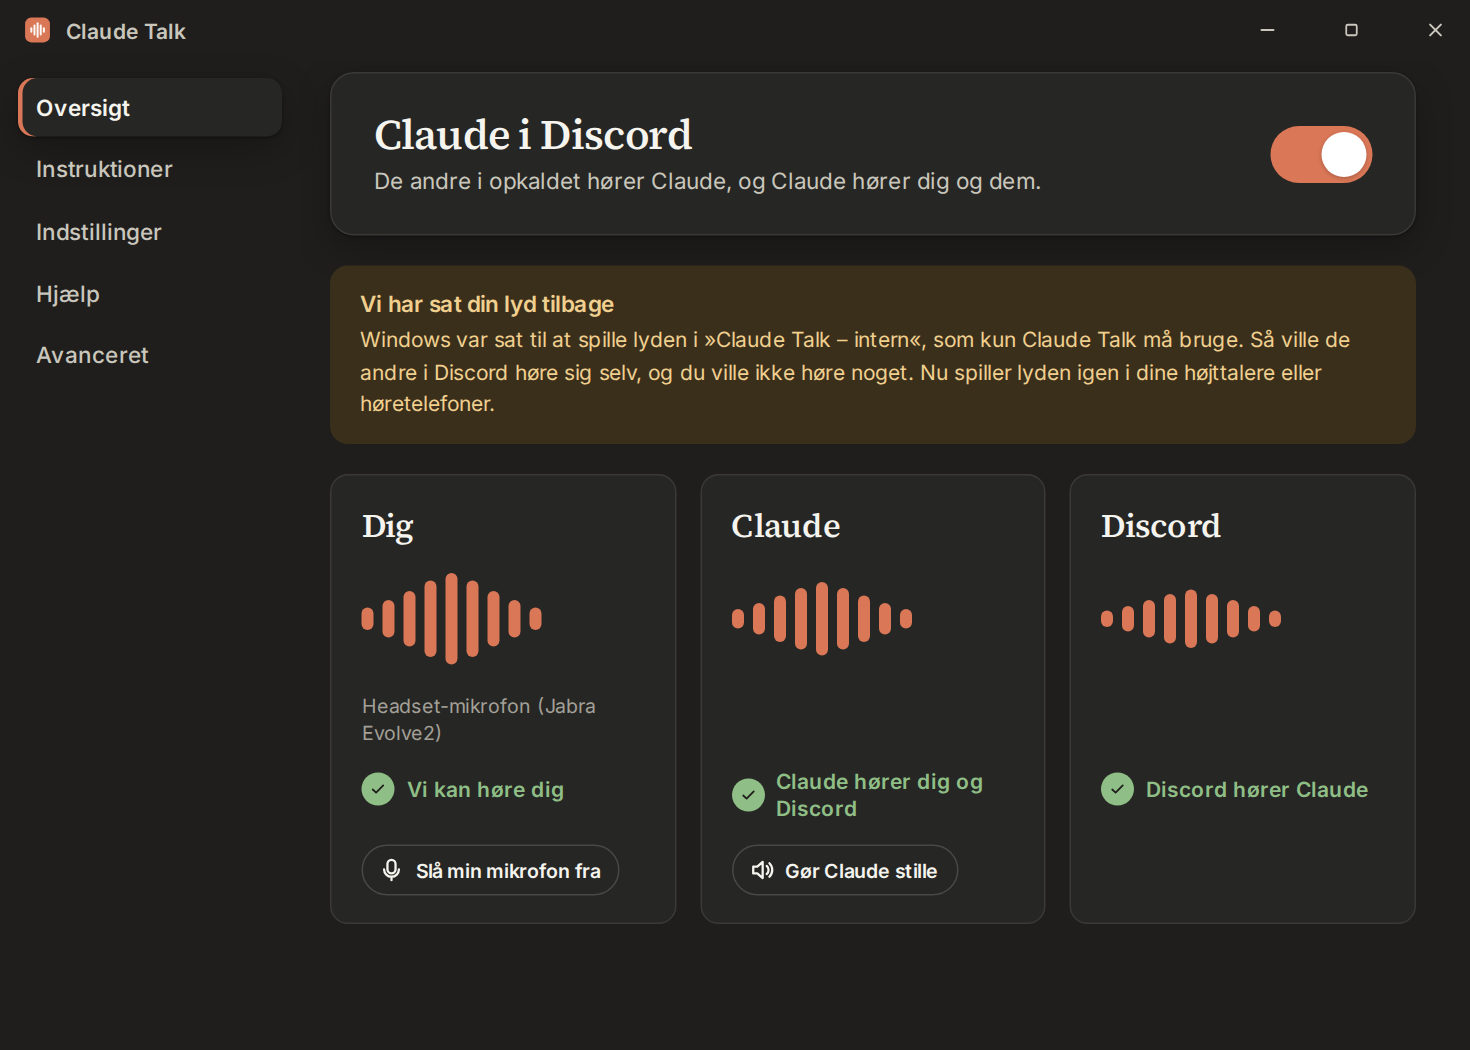 Claude Talk
Oversigt
Instruktioner
Indstillinger
Hjælp
Avanceret
Claude i Discord
De andre i opkaldet hører Claude, og Claude hører dig og dem.
Vi har sat din lyd tilbage
Windows var sat til at spille lyden i »Claude Talk – intern«, som kun Claude Talk må bruge. Så ville de
andre i Discord høre sig selv, og du ville ikke høre noget. Nu spiller lyden igen i dine højttalere eller
høretelefoner.
Dig
Headset-mikrofon (Jabra
Evolve2)
Vi kan høre dig
Slå min mikrofon fra
Claude
Claude hører dig og
Discord
Gør Claude stille
Discord
Discord hører Claude